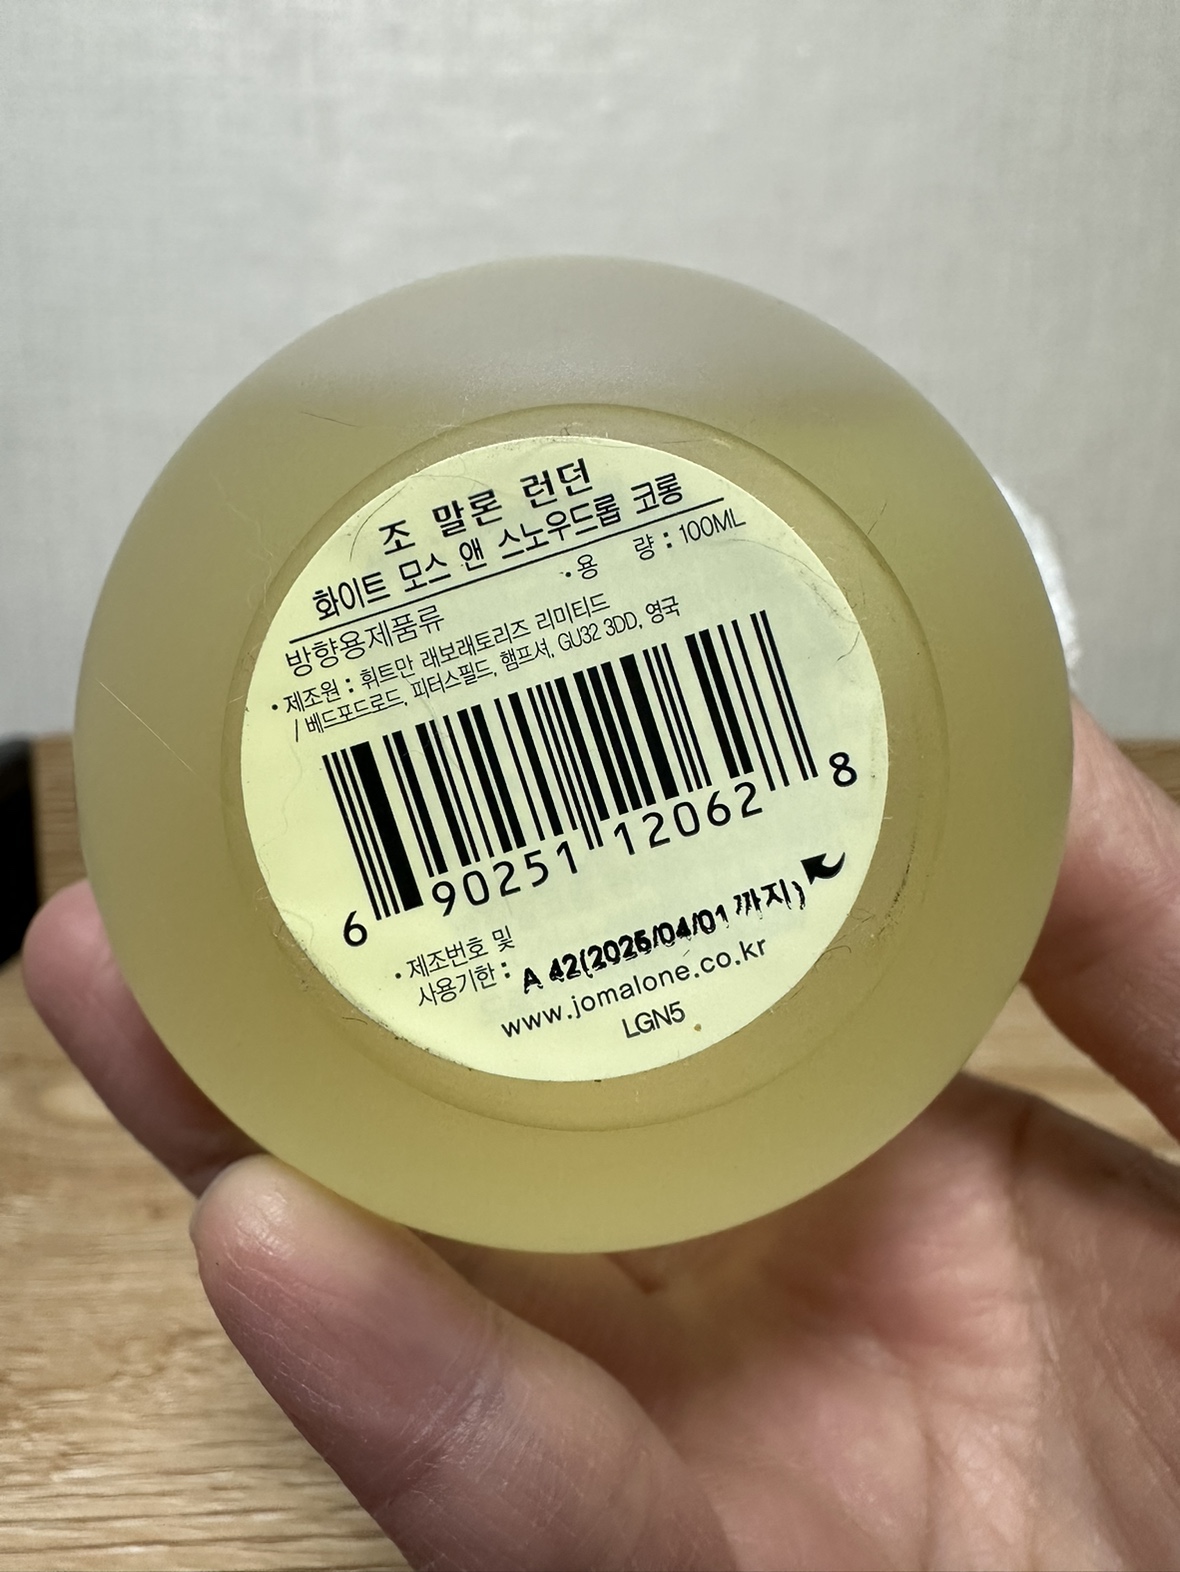 조 말론 런던
화이트 모스 앤 스노우드롭 코롱
•용 량 : 100ML
방향용제품류
•제조원 : 휘트만 래보래토리즈 리미티드
/ 베드포드로드, 피터스필드, 햄프셔, GU32 3DD, 영국
6 90251 12062 8
•제조번호 및
사용기한 : A 42(2025/04/01 까지)
www.jomalone.co.kr
LGN5